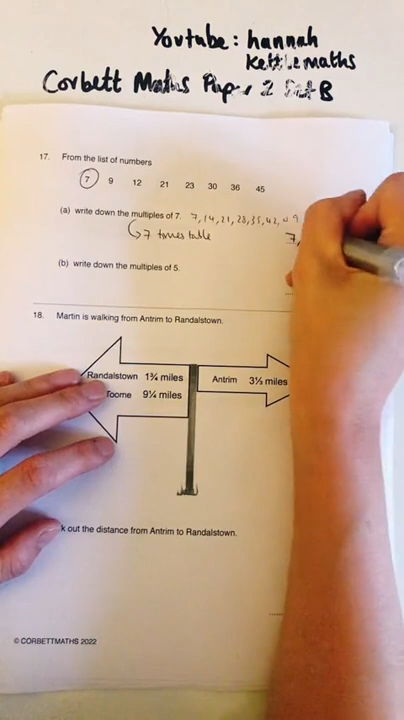 Youtube: hannah
kettlemaths
Corbett Maths Paper 2 Set B
17. From the list of numbers
7 9 12 21 23 30 36 45
(a) write down the multiples of 7. 7,14,21,28,35,42,49
↳7 times table
7,
(b) write down the multiples of 5.
18. Martin is walking from Antrim to Randalstown.
Randalstown 1¾ miles
Toome 9¼ miles
Antrim 3⅓ miles
k out the distance from Antrim to Randalstown.
© CORBETTMATHS 2022